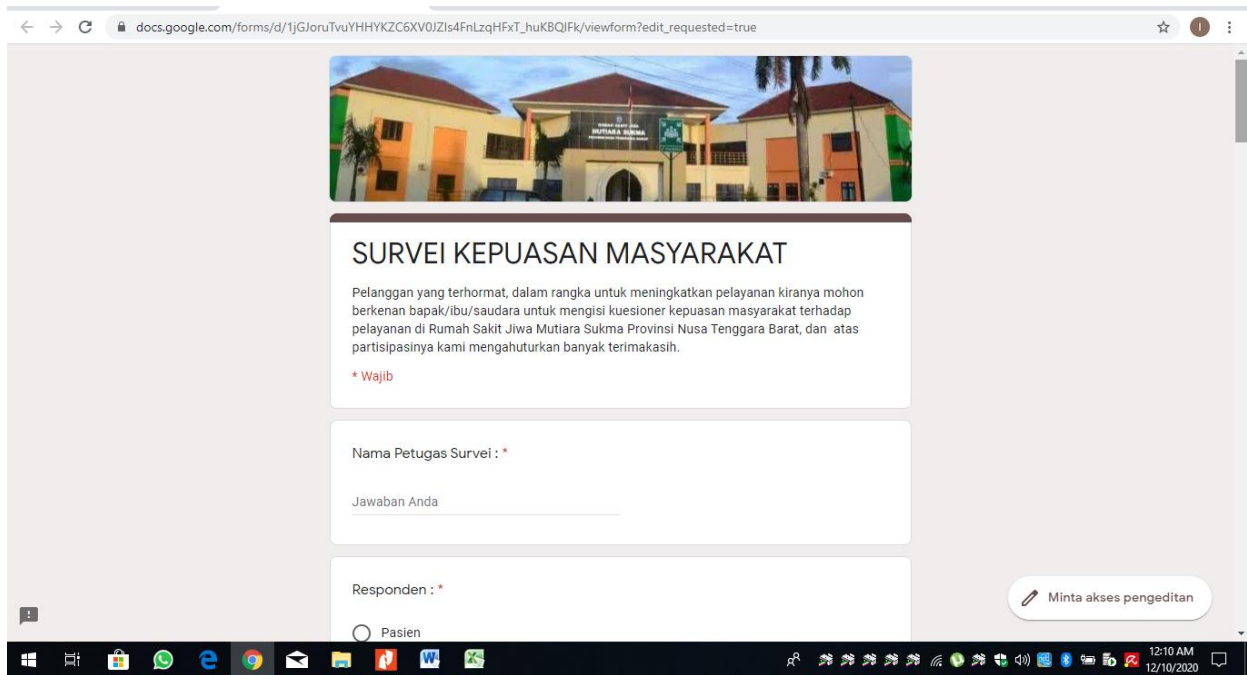 docs.google.com/forms/d/1jGJoruTvuYHHYKZC6XV0JZIs4FnLzqHFxT_huKBQIFk/viewform?edit_requested=true
I
MUTIARA SUKMA
SURVEI KEPUASAN MASYARAKAT
Pelanggan yang terhormat, dalam rangka untuk meningkatkan pelayanan kiranya mohon
berkenan bapak/ibu/saudara untuk mengisi kuesioner kepuasan masyarakat terhadap
pelayanan di Rumah Sakit Jiwa Mutiara Sukma Provinsi Nusa Tenggara Barat, dan atas
partisipasinya kami mengahuturkan banyak terimakasih.
* Wajib
Nama Petugas Survei : *
Jawaban Anda
Responden : *
Minta akses pengeditan
Pasien
12:10 AM
12/10/2020